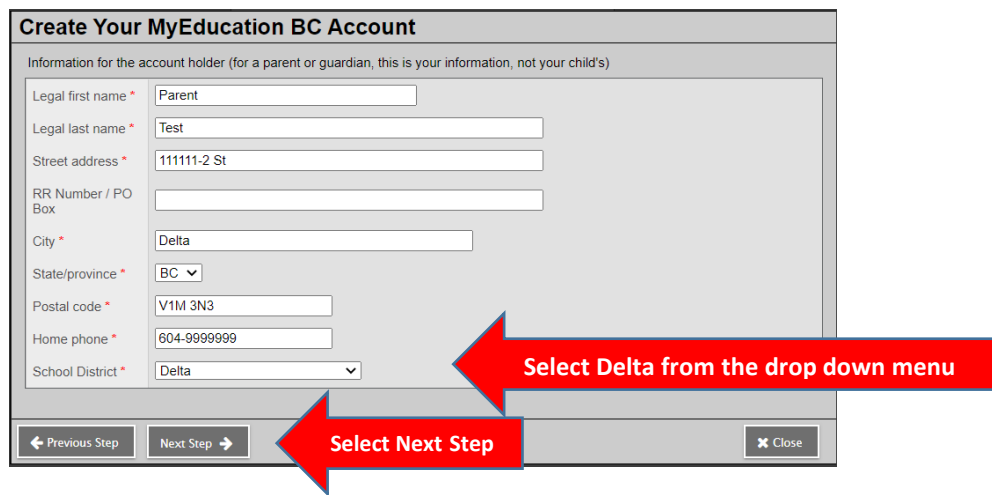 Create Your MyEducation BC Account
Information for the account holder (for a parent or guardian, this is your information, not your child's)
Legal first name * Parent
Legal last name * Test
Street address * 111111-2 St
RR Number / PO
Box
City * Delta
State/province * BC
Postal code * V1M 3N3
Home phone * 604-9999999
School District * Delta
Select Delta from the drop down menu
Previous Step Next Step Select Next Step Close